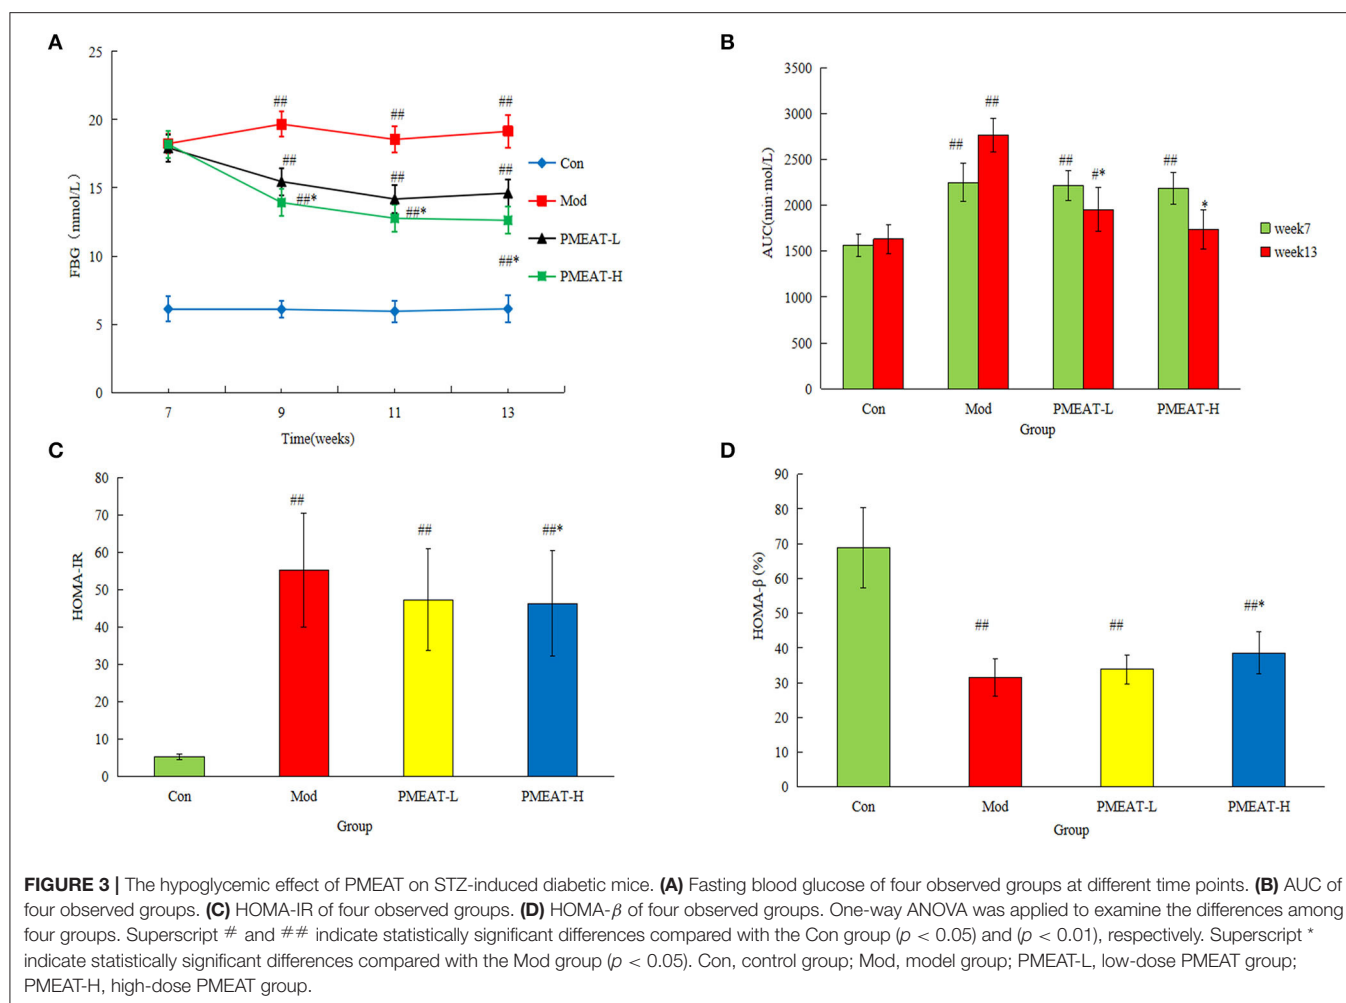 A
FBG (mmol/L)
25
20
15
10
5
0
7 9 11 13
Time(weeks)
## ## ##
## ## ##
##* ##*
##*
Con
Mod
PMEAT-L
PMEAT-H
B
AUC(min·mol/L)
3500
3000
2500
2000
1500
1000
500
0
## ## ## ##
#* *
Con Mod PMEAT-L PMEAT-H
Group
week7
week13
C
HOMA-IR
80
70
60
50
40
30
20
10
0
## ## ##*
Con Mod PMEAT-L PMEAT-H
Group
D
HOMA-β (%)
90
80
70
60
50
40
30
20
10
0
## ## ##*
Con Mod PMEAT-L PMEAT-H
Group
FIGURE 3 | The hypoglycemic effect of PMEAT on STZ-induced diabetic mice. (A) Fasting blood glucose of four observed groups at different time points. (B) AUC of
four observed groups. (C) HOMA-IR of four observed groups. (D) HOMA-β of four observed groups. One-way ANOVA was applied to examine the differences among
four groups. Superscript # and ## indicate statistically significant differences compared with the Con group (p < 0.05) and (p < 0.01), respectively. Superscript *
indicate statistically significant differences compared with the Mod group (p < 0.05). Con, control group; Mod, model group; PMEAT-L, low-dose PMEAT group;
PMEAT-H, high-dose PMEAT group.